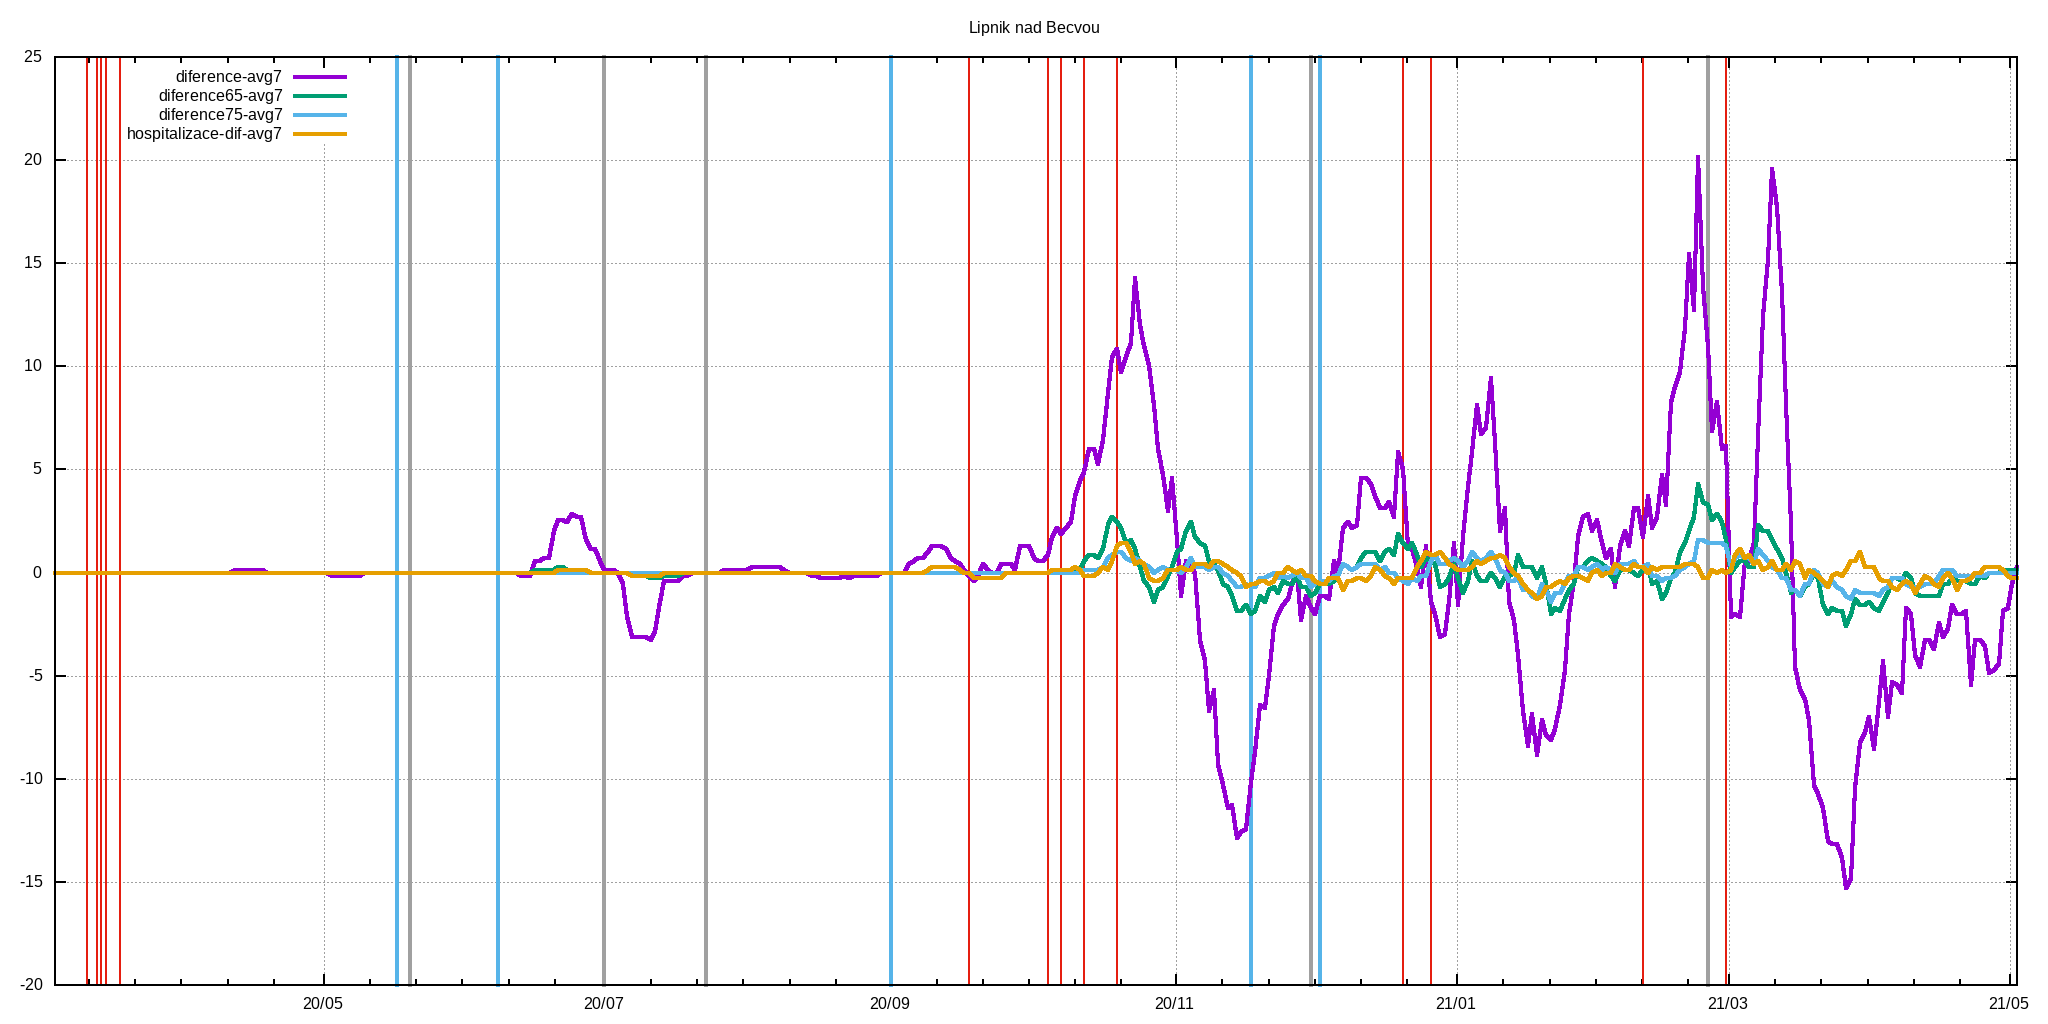 Lipnik nad Becvou
25
20
15
10
5
0
-5
-10
-15
-20
diference-avg7
diference65-avg7
diference75-avg7
hospitalizace-dif-avg7
20/05 20/07 20/09 20/11 21/01 21/03 21/05